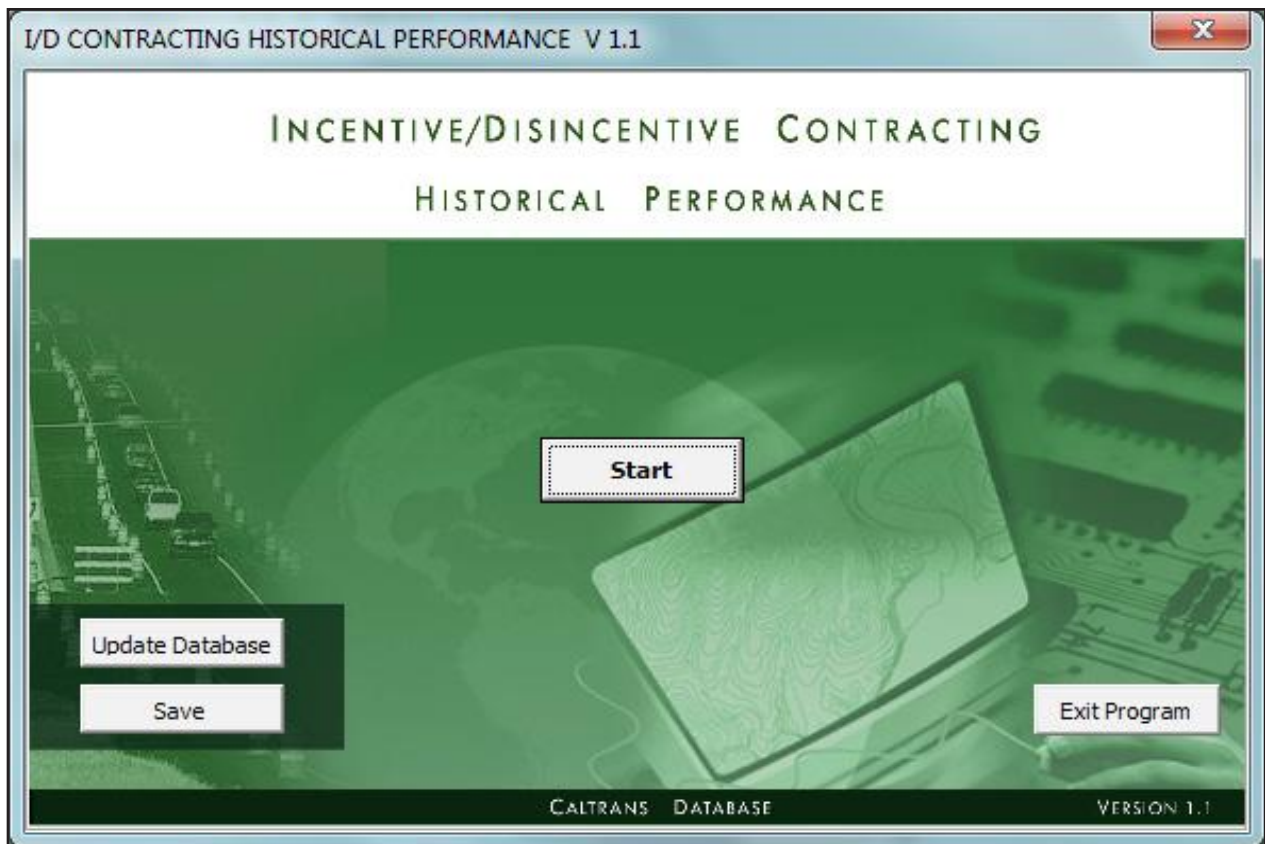 I/D CONTRACTING HISTORICAL PERFORMANCE V 1.1
INCENTIVE/DISINCENTIVE CONTRACTING
HISTORICAL PERFORMANCE
Start
Update Database
Save
Exit Program
CALTRANS DATABASE
VERSION 1.1